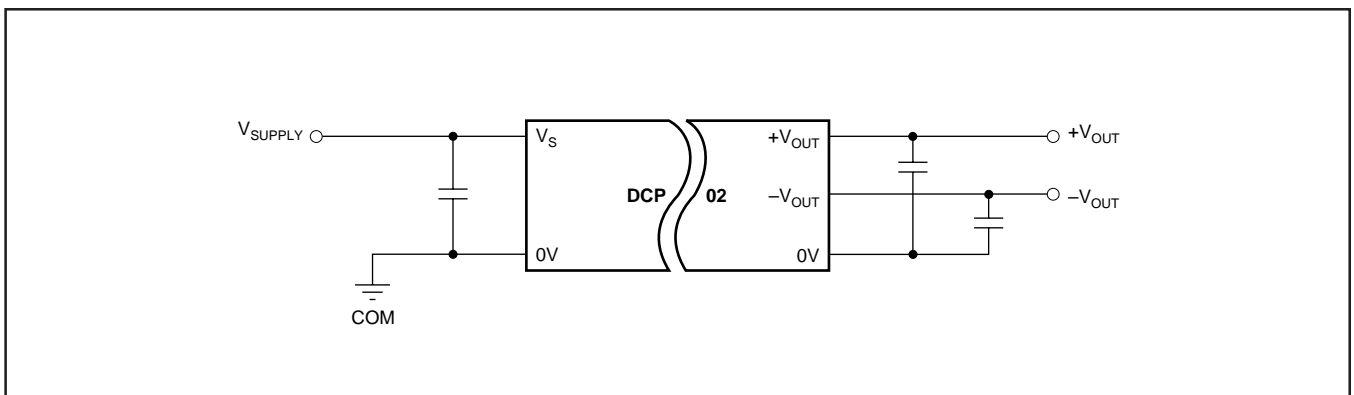 V_SUPPLY
V_S
+V_OUT
+V_OUT
DCP 02
–V_OUT
–V_OUT
0V
0V
COM